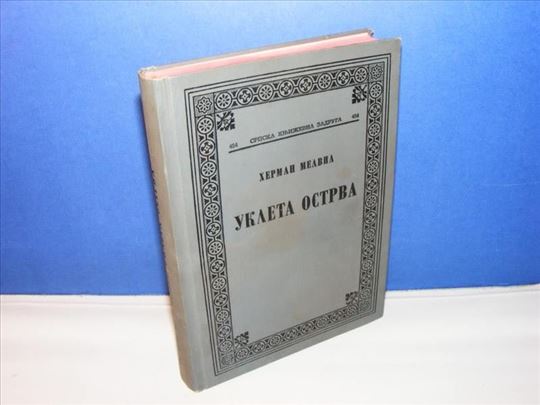 454 СРПСКА КЊИЖЕВНА ЗАДРУГА 454
ХЕРМАН МЕЛВИЛ
УКЛЕТА ОСТРВА